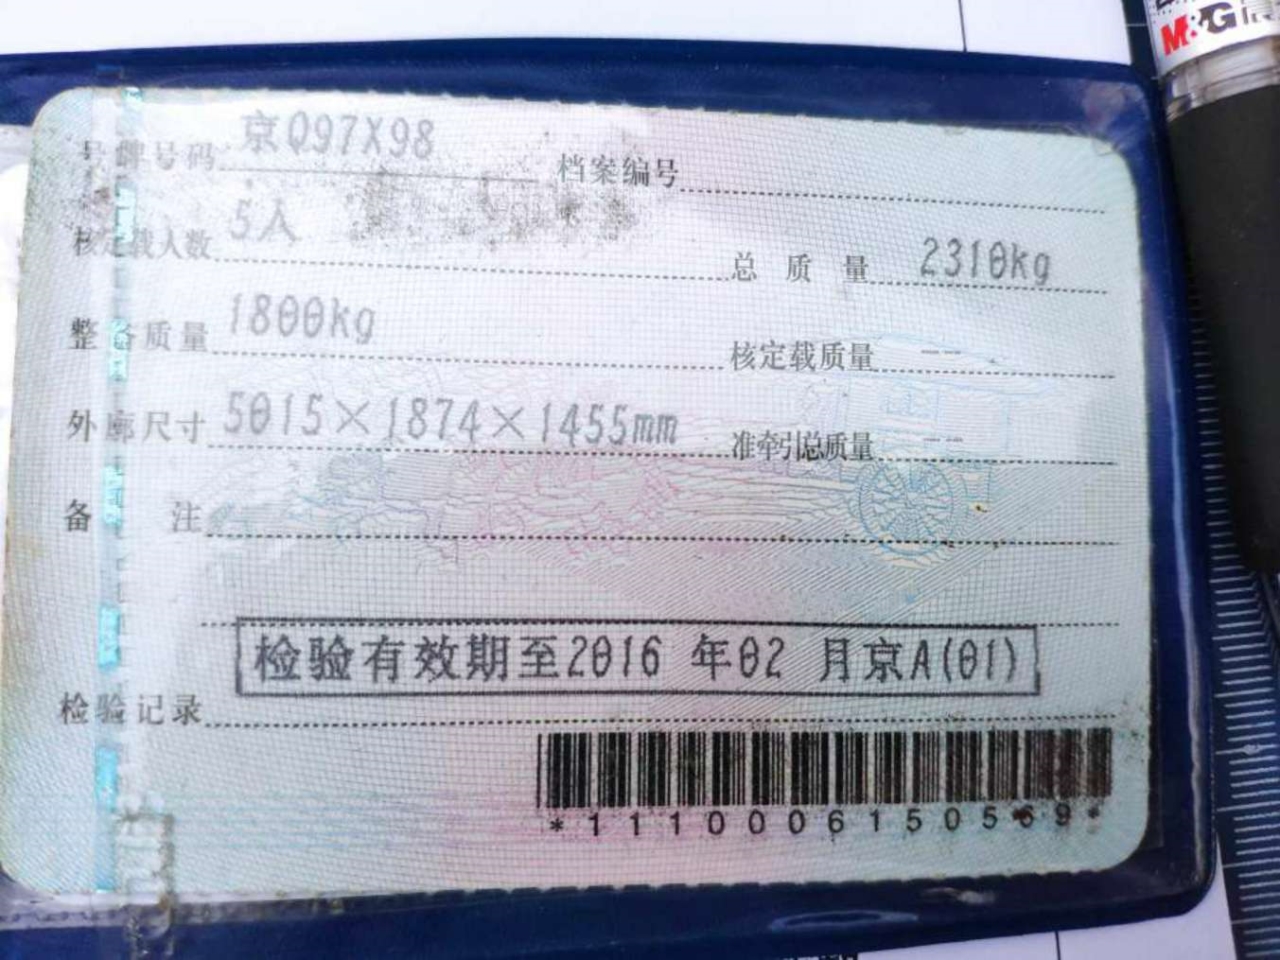 M&G
号牌号码 京Q97X98 档案编号
核定载人数 5人 总质量 2310kg
整备质量 1800kg 核定载质量 --
外廓尺寸 5015×1874×1455mm 准牵引总质量 --
备注
检验有效期至2016 年02 月京A(01)
检验记录
*1110006150569*